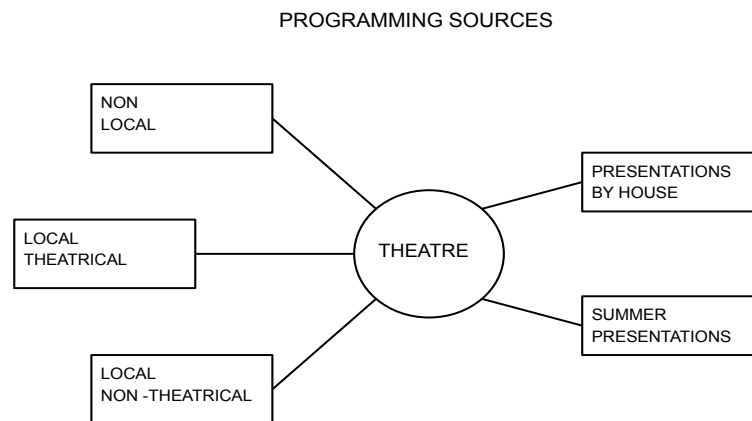 PROGRAMMING SOURCES
NON
LOCAL
LOCAL
THEATRICAL
LOCAL
NON -THEATRICAL
THEATRE
PRESENTATIONS
BY HOUSE
SUMMER
PRESENTATIONS